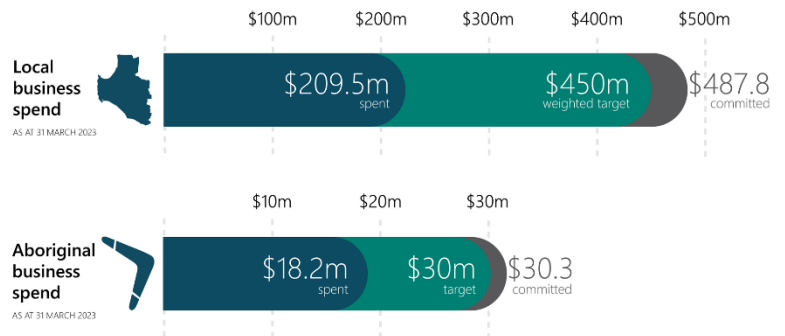 $100m $200m $300m $400m $500m
Local
business
spend
AS AT 31 MARCH 2023
$209.5m
spent
$450m
weighted target
$487.8
committed
$10m $20m $30m
Aboriginal
business
spend
AS AT 31 MARCH 2023
$18.2m
spent
$30m
target
$30.3
committed